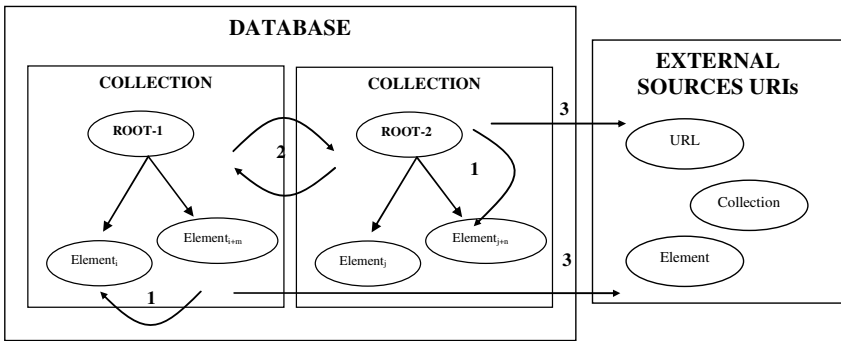 DATABASE
COLLECTION
ROOT-1
Elementᵢ
Elementᵢ₊ₘ
1
2
COLLECTION
ROOT-2
1
Elementⱼ
Elementⱼ₊ₙ
3
3
EXTERNAL
SOURCES URIs
URL
Collection
Element